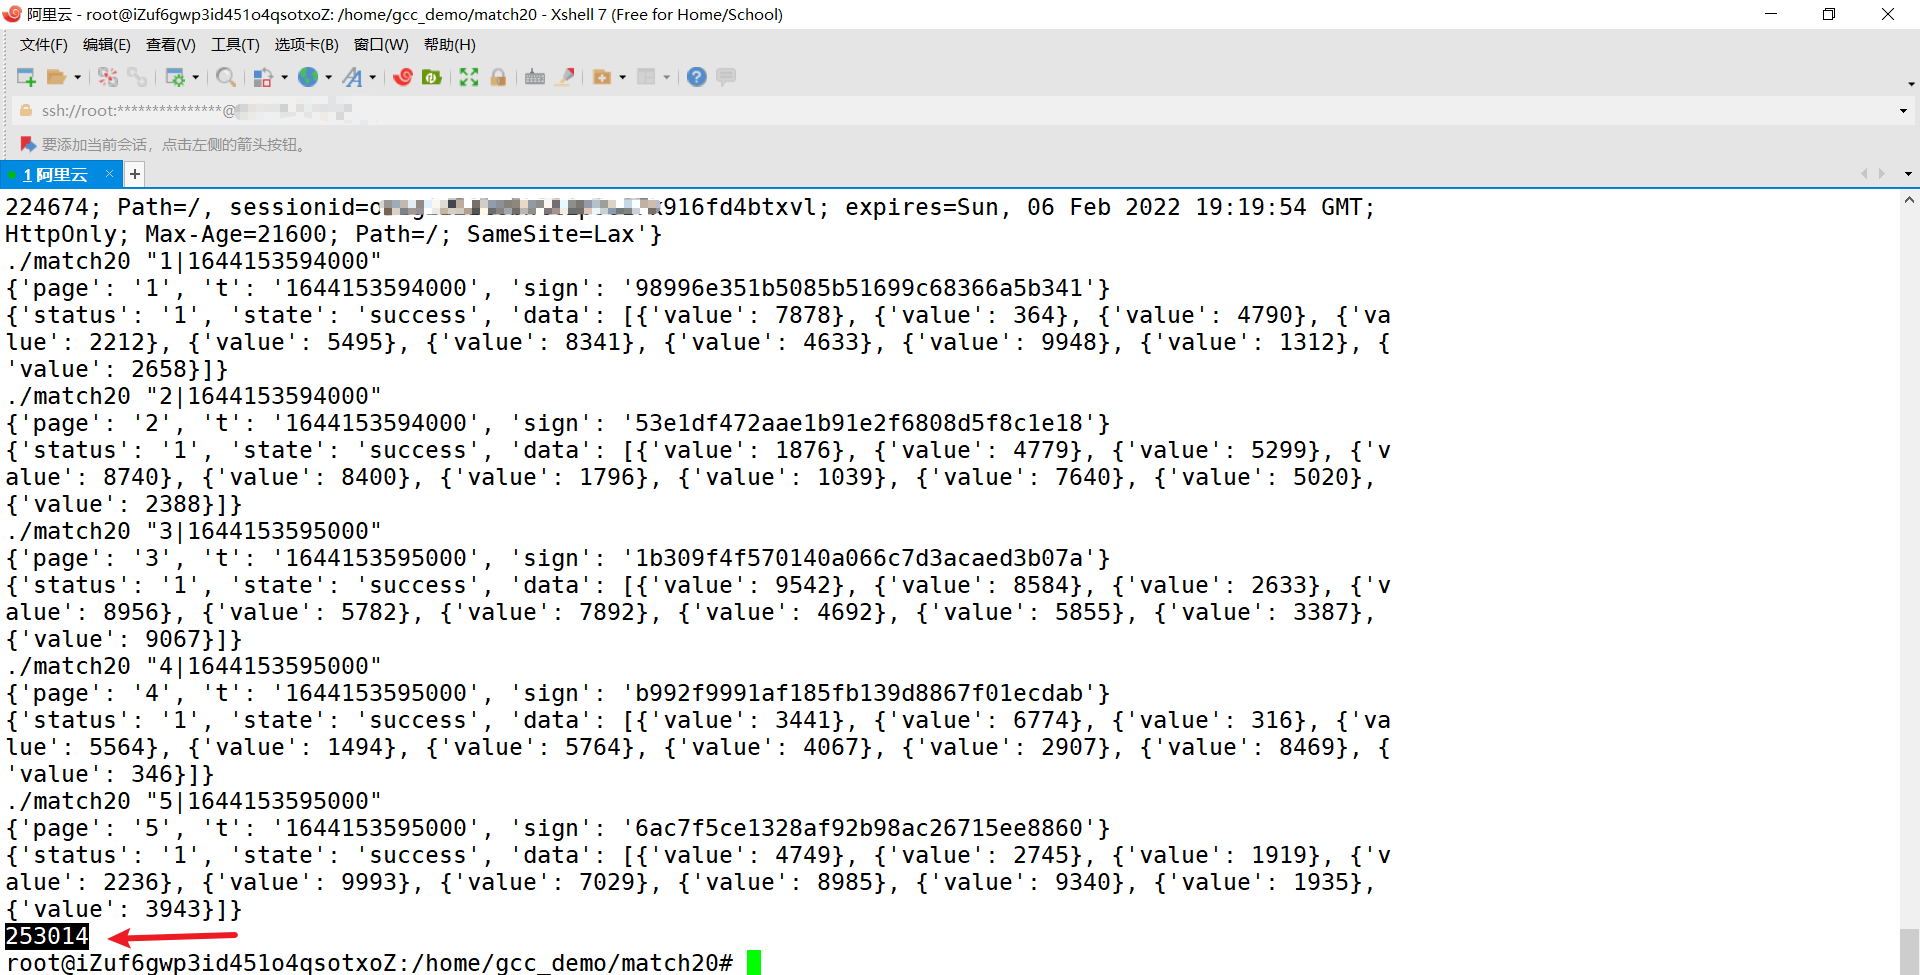 阿里云 - root@iZuf6gwp3id451o4qsotxoZ: /home/gcc_demo/match20 - Xshell 7 (Free for Home/School)
文件(F) 编辑(E) 查看(V) 工具(T) 选项卡(B) 窗口(W) 帮助(H)
ssh://root:***************@
要添加当前会话，点击左侧的箭头按钮。
1 阿里云 × +
224674; Path=/, sessionid=                916fd4btxvl; expires=Sun, 06 Feb 2022 19:19:54 GMT;
HttpOnly; Max-Age=21600; Path=/; SameSite=Lax'}
./match20 "1|1644153594000"
{'page': '1', 't': '1644153594000', 'sign': '98996e351b5085b51699c68366a5b341'}
{'status': '1', 'state': 'success', 'data': [{'value': 7878}, {'value': 364}, {'value': 4790}, {'va
lue': 2212}, {'value': 5495}, {'value': 8341}, {'value': 4633}, {'value': 9948}, {'value': 1312}, {
'value': 2658}]}
./match20 "2|1644153594000"
{'page': '2', 't': '1644153594000', 'sign': '53e1df472aae1b91e2f6808d5f8c1e18'}
{'status': '1', 'state': 'success', 'data': [{'value': 1876}, {'value': 4779}, {'value': 5299}, {'v
alue': 8740}, {'value': 8400}, {'value': 1796}, {'value': 1039}, {'value': 7640}, {'value': 5020},
{'value': 2388}]}
./match20 "3|1644153595000"
{'page': '3', 't': '1644153595000', 'sign': '1b309f4f570140a066c7d3acaed3b07a'}
{'status': '1', 'state': 'success', 'data': [{'value': 9542}, {'value': 8584}, {'value': 2633}, {'v
alue': 8956}, {'value': 5782}, {'value': 7892}, {'value': 4692}, {'value': 5855}, {'value': 3387},
{'value': 9067}]}
./match20 "4|1644153595000"
{'page': '4', 't': '1644153595000', 'sign': 'b992f9991af185fb139d8867f01ecdab'}
{'status': '1', 'state': 'success', 'data': [{'value': 3441}, {'value': 6774}, {'value': 316}, {'va
lue': 5564}, {'value': 1494}, {'value': 5764}, {'value': 4067}, {'value': 2907}, {'value': 8469}, {
'value': 346}]}
./match20 "5|1644153595000"
{'page': '5', 't': '1644153595000', 'sign': '6ac7f5ce1328af92b98ac26715ee8860'}
{'status': '1', 'state': 'success', 'data': [{'value': 4749}, {'value': 2745}, {'value': 1919}, {'v
alue': 2236}, {'value': 9993}, {'value': 7029}, {'value': 8985}, {'value': 9340}, {'value': 1935},
{'value': 3943}]}
253014
root@iZuf6gwp3id451o4qsotxoZ:/home/gcc_demo/match20#